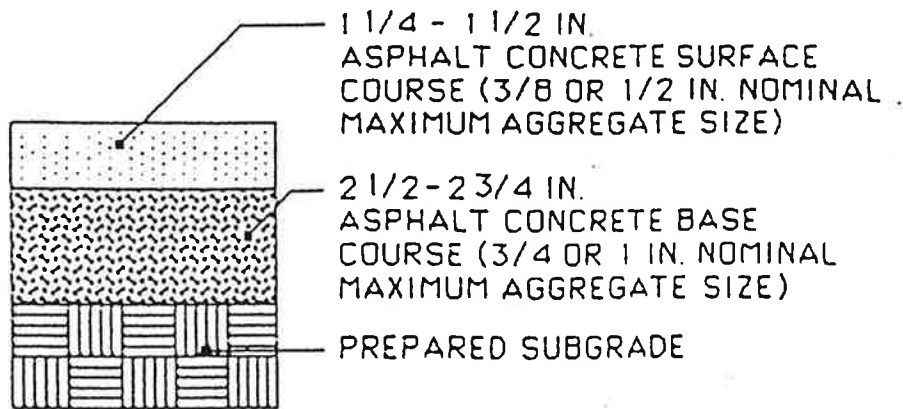 1 1/4 - 1 1/2 IN.
ASPHALT CONCRETE SURFACE
COURSE (3/8 OR 1/2 IN. NOMINAL
MAXIMUM AGGREGATE SIZE)
2 1/2-2 3/4 IN.
ASPHALT CONCRETE BASE
COURSE (3/4 OR 1 IN. NOMINAL
MAXIMUM AGGREGATE SIZE)
PREPARED SUBGRADE